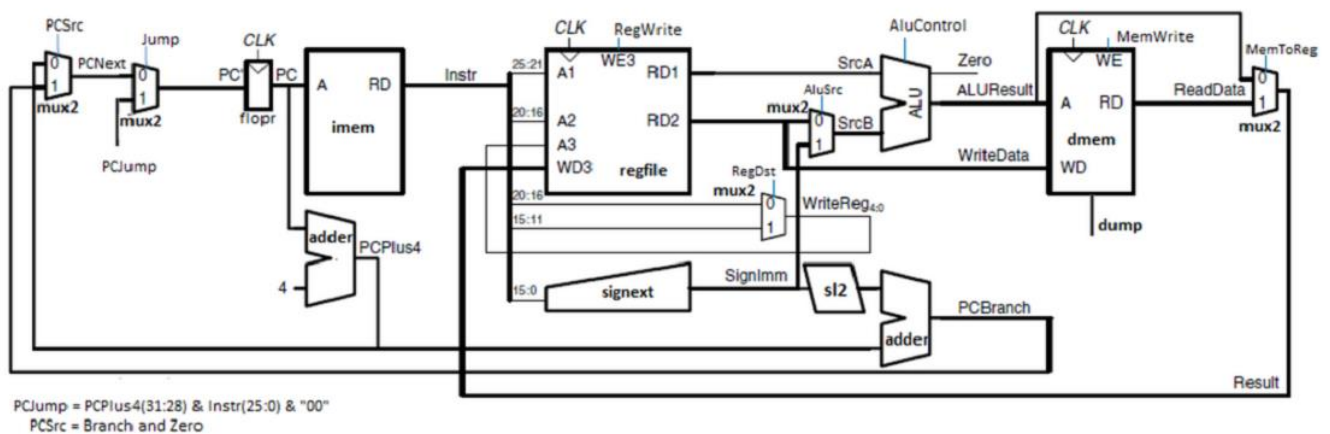 PCSrc
Jump
CLK
CLK
RegWrite
AluControl
CLK
MemWrite
MemToReg
0
1
mux2
PCNext
0
1
mux2
PCJump
PC'
PC
flopr
A
RD
imem
Instr
25:21
A1
WE3
RD1
20:16
A2
RD2
A3
WD3
regfile
20:16
15:11
15:0
signext
mux2
AluSrc
0
1
SrcA
SrcB
ALU
Zero
ALUResult
WriteData
RegDst
mux2
0
1
WriteReg4:0
WE
A
RD
dmem
WD
dump
ReadData
0
1
mux2
adder
PCPlus4
4
SignImm
sl2
adder
PCBranch
Result
PCJump = PCPlus4(31:28) & Instr(25:0) & "00"
PCSrc = Branch and Zero